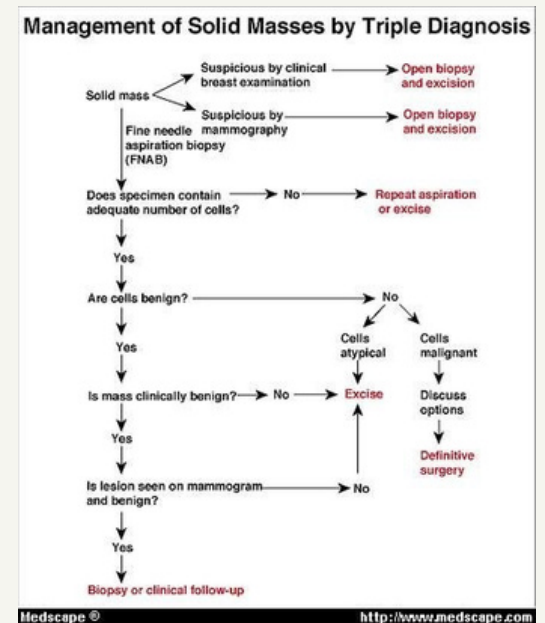 Management of Solid Masses by Triple Diagnosis
Suspicious by clinical
breast examination
Open biopsy
and excision
Solid mass
Suspicious by
mammography
Open biopsy
and excision
Fine needle
aspiration biopsy
(FNAB)
Does specimen contain
adequate number of cells?
No
Repeat aspiration
or excise
Yes
Are cells benign?
No
Yes
Cells
atypical
Cells
malignant
Is mass clinically benign?
No
Excise
Discuss
options
Yes
Definitive
surgery
Is lesion seen on mammogram
and benign?
No
Yes
Biopsy or clinical follow-up
Medscape ®
http://www.medscape.com